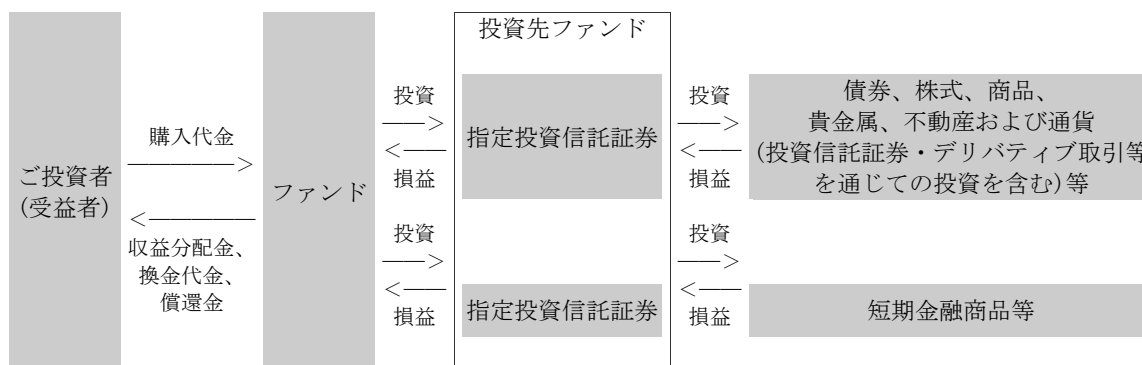 投資先ファンド
ご投資者
(受益者)
購入代金
————>
<————
収益分配金、
換金代金、
償還金
ファンド
投資
——>
<——
損益
指定投資信託証券
投資
——>
<——
損益
債券、株式、商品、
貴金属、不動産および通貨
(投資信託証券・デリバティブ取引等
を通じての投資を含む)等
投資
——>
<——
損益
指定投資信託証券
投資
——>
<——
損益
短期金融商品等